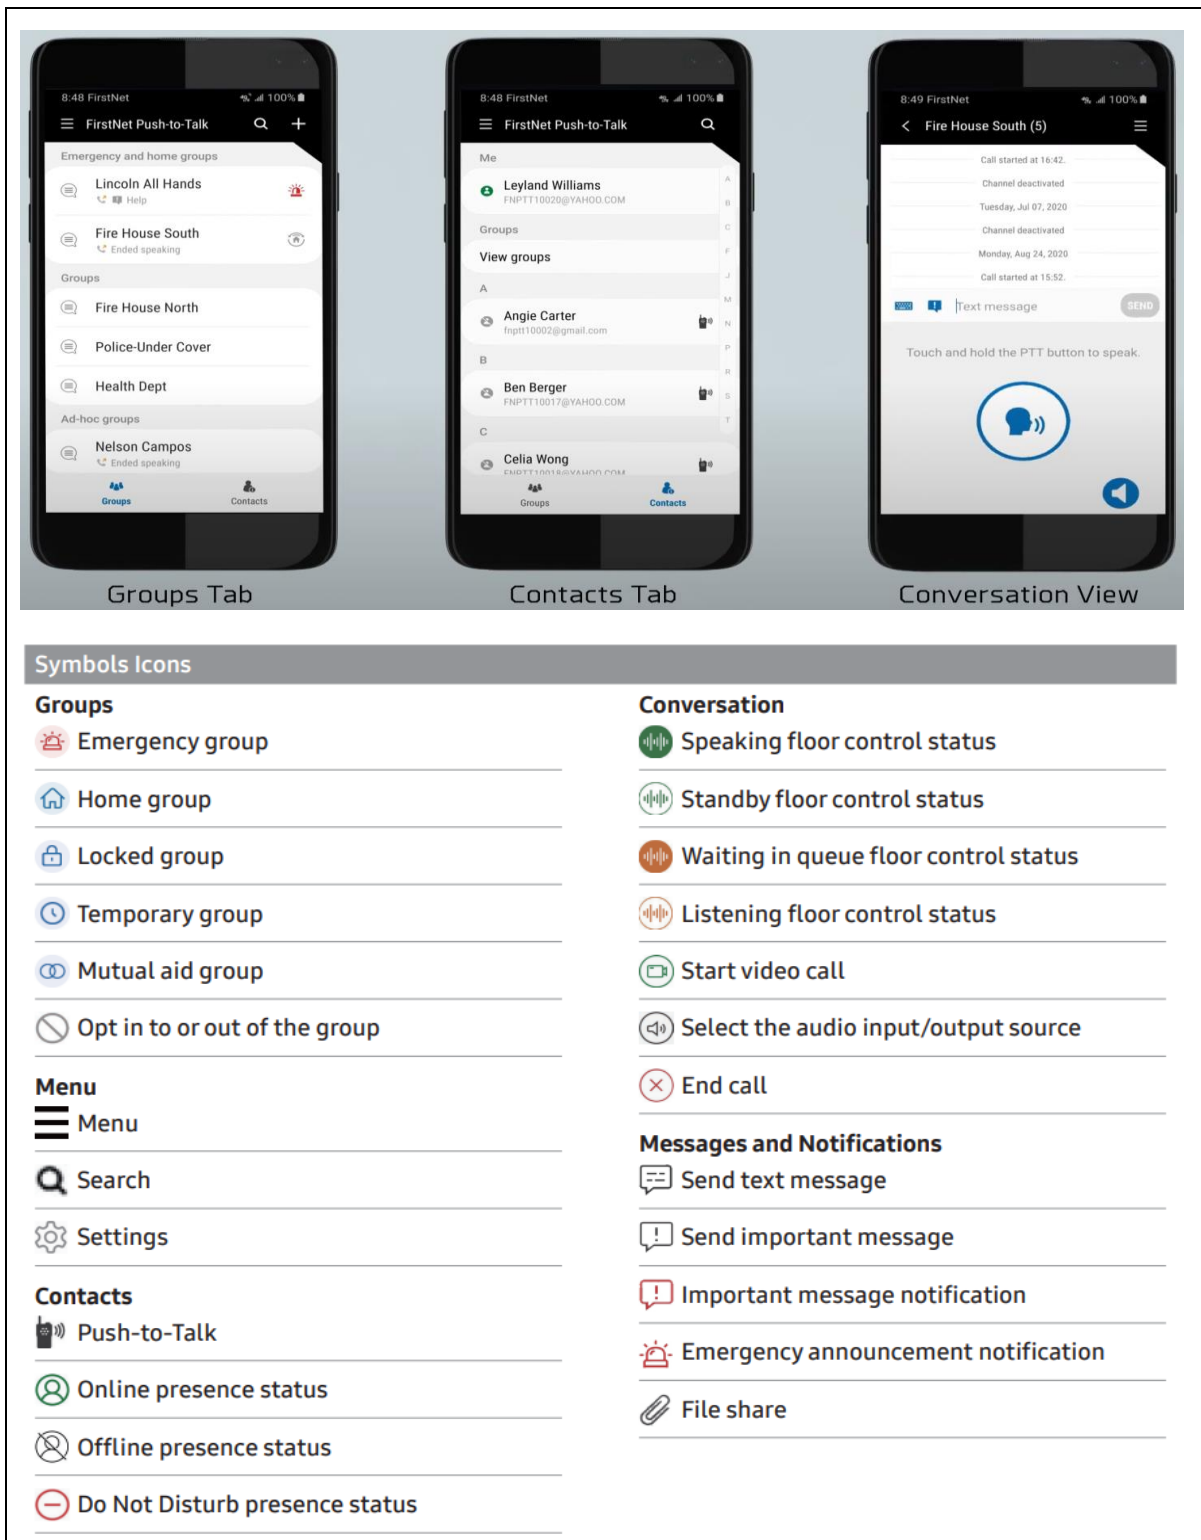 8:48 FirstNet 100%
FirstNet Push-to-Talk
Emergency and home groups
Lincoln All Hands
Help
Fire House South
Ended speaking
Groups
Fire House North
Police-Under Cover
Health Dept
Ad-hoc groups
Nelson Campos
Ended speaking
Groups Contacts
Groups Tab
8:48 FirstNet 100%
FirstNet Push-to-Talk
Me
Leyland Williams
FNPTT10020@YAHOO.COM
Groups
View groups
A
Angie Carter
fnptt10002@gmail.com
B
Ben Berger
FNPTT10017@YAHOO.COM
C
Celia Wong
FNPTT10018@YAHOO.COM
A
B
C
F
J
M
N
P
R
S
T
Groups Contacts
Contacts Tab
8:49 FirstNet 100%
Fire House South (5)
Call started at 16:42.
Channel deactivated
Tuesday, Jul 07, 2020
Channel deactivated
Monday, Aug 24, 2020
Call started at 15:52.
Text message SEND
Touch and hold the PTT button to speak.
Conversation View
Symbols Icons
Groups
Emergency group
Home group
Locked group
Temporary group
Mutual aid group
Opt in to or out of the group
Menu
Menu
Search
Settings
Contacts
Push-to-Talk
Online presence status
Offline presence status
Do Not Disturb presence status
Conversation
Speaking floor control status
Standby floor control status
Waiting in queue floor control status
Listening floor control status
Start video call
Select the audio input/output source
End call
Messages and Notifications
Send text message
Send important message
Important message notification
Emergency announcement notification
File share